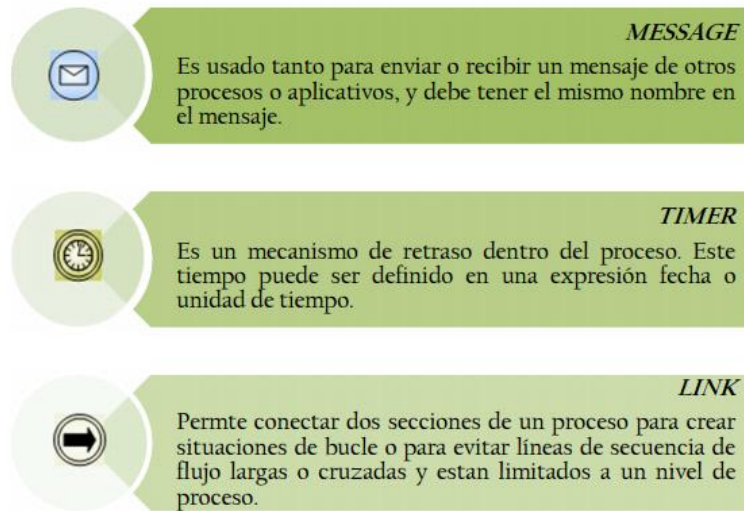 MESSAGE
Es usado tanto para enviar o recibir un mensaje de otros
procesos o aplicativos, y debe tener el mismo nombre en
el mensaje.
TIMER
Es un mecanismo de retraso dentro del proceso. Este
tiempo puede ser definido en una expresión fecha o
unidad de tiempo.
LINK
Permte conectar dos secciones de un proceso para crear
situaciones de bucle o para evitar líneas de secuencia de
flujo largas o cruzadas y estan limitados a un nivel de
proceso.